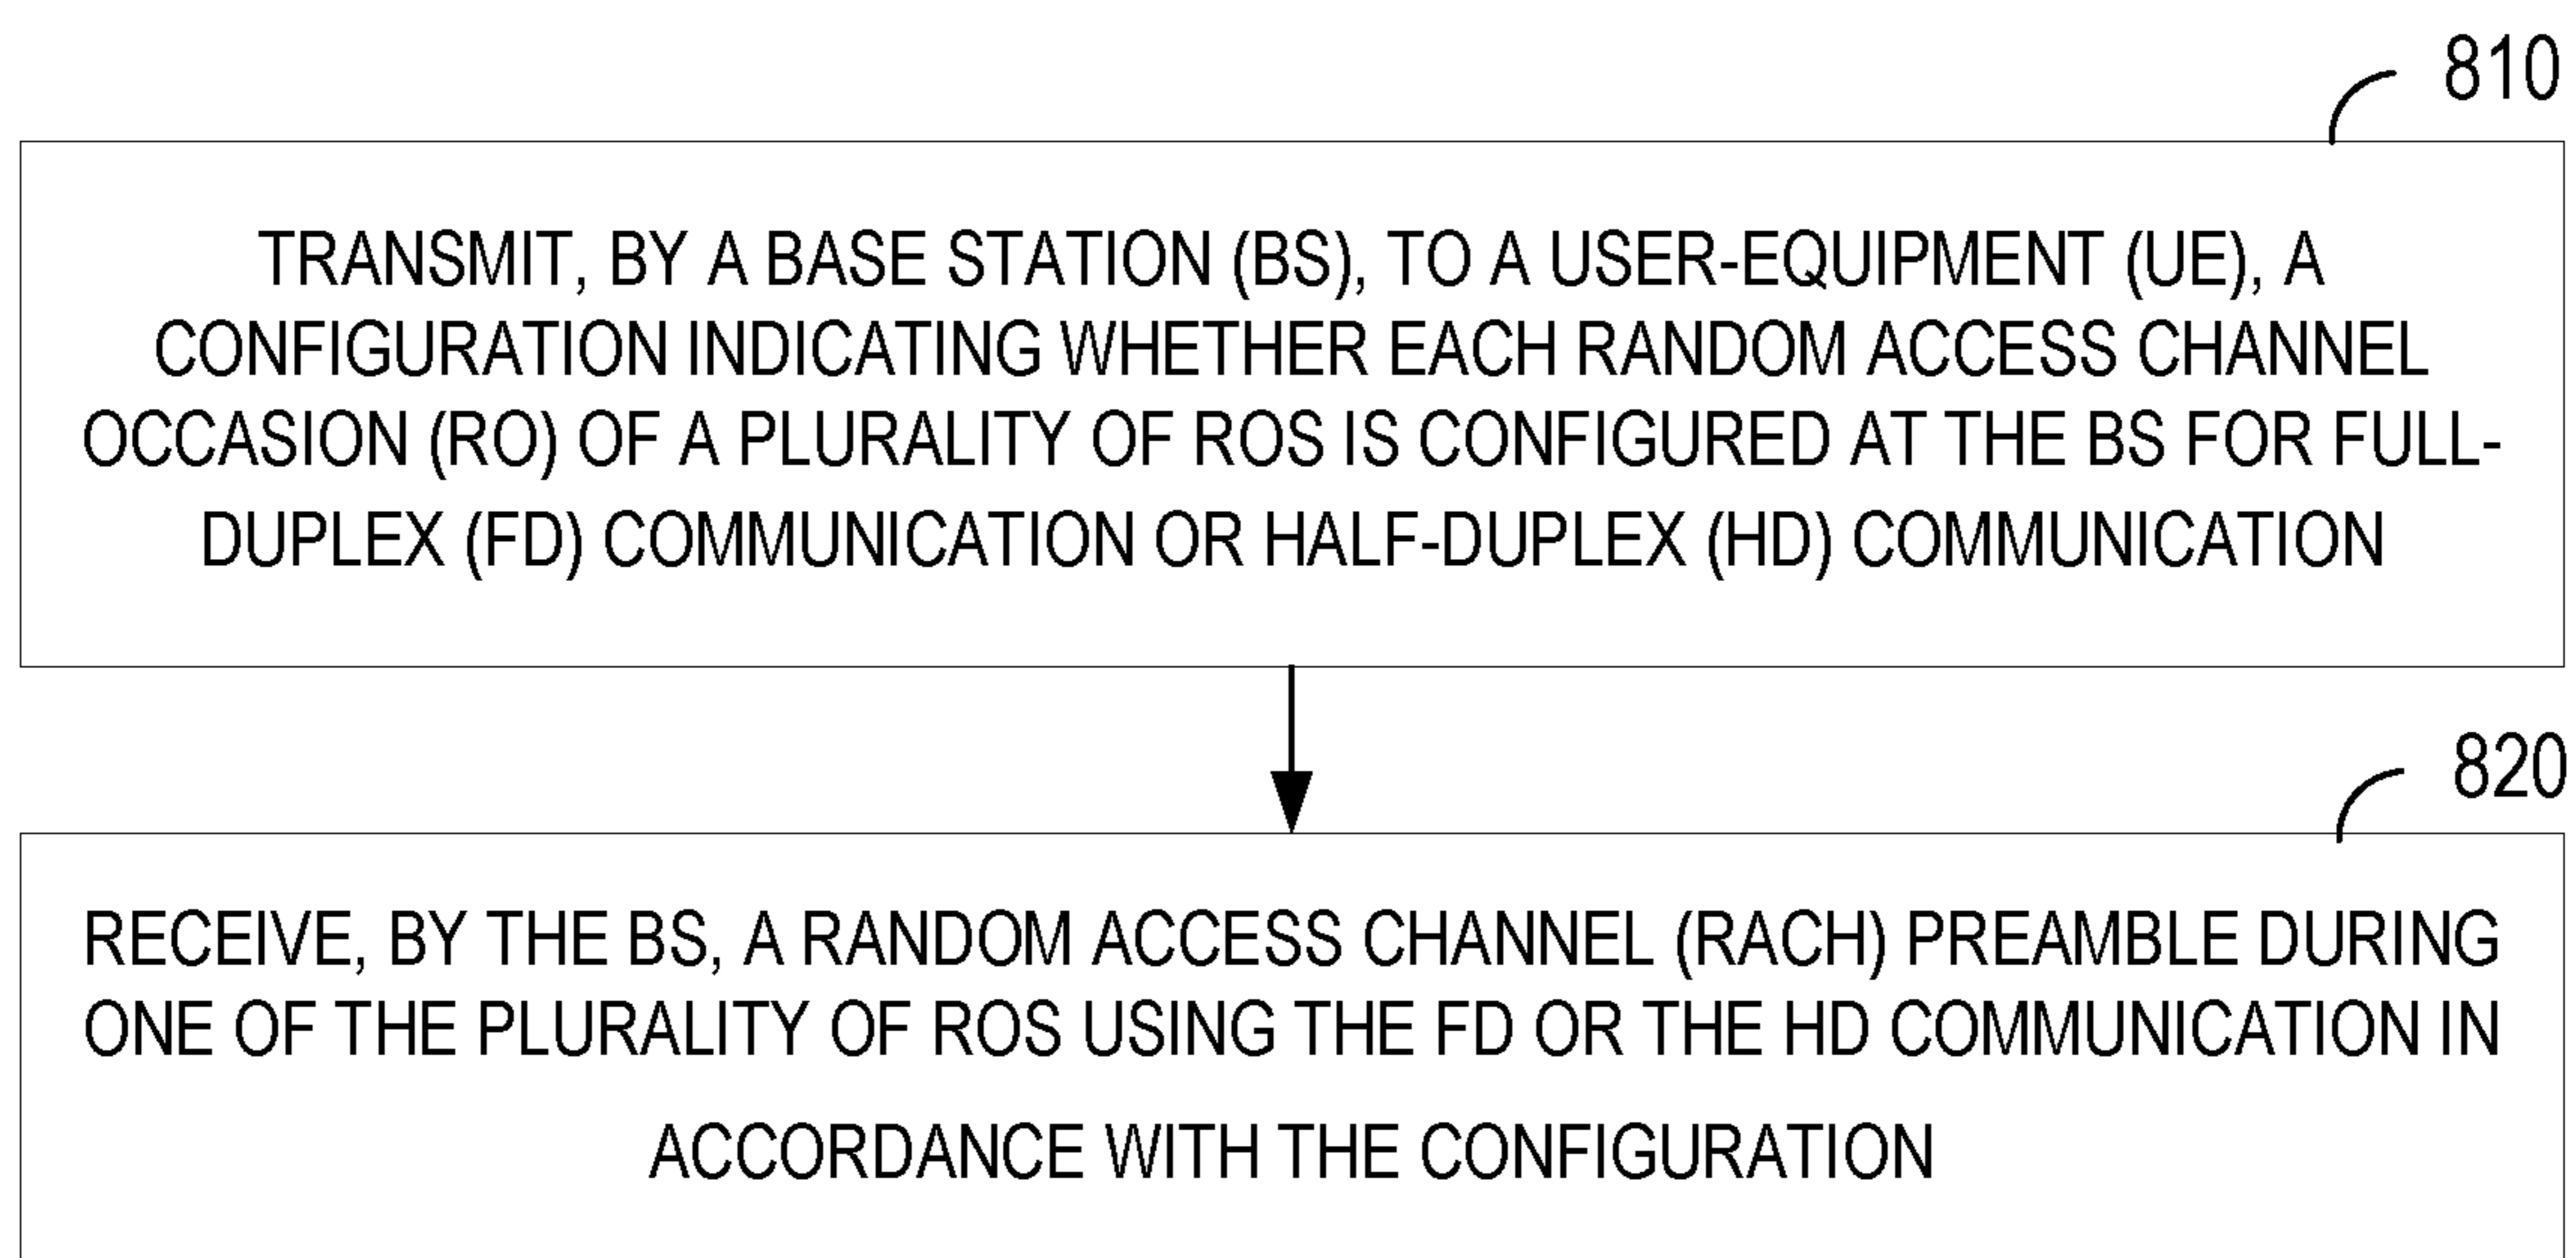 810
TRANSMIT, BY A BASE STATION (BS), TO A USER-EQUIPMENT (UE), A
CONFIGURATION INDICATING WHETHER EACH RANDOM ACCESS CHANNEL
OCCASION (RO) OF A PLURALITY OF ROS IS CONFIGURED AT THE BS FOR FULL-
DUPLEX (FD) COMMUNICATION OR HALF-DUPLEX (HD) COMMUNICATION
820
RECEIVE, BY THE BS, A RANDOM ACCESS CHANNEL (RACH) PREAMBLE DURING
ONE OF THE PLURALITY OF ROS USING THE FD OR THE HD COMMUNICATION IN
ACCORDANCE WITH THE CONFIGURATION